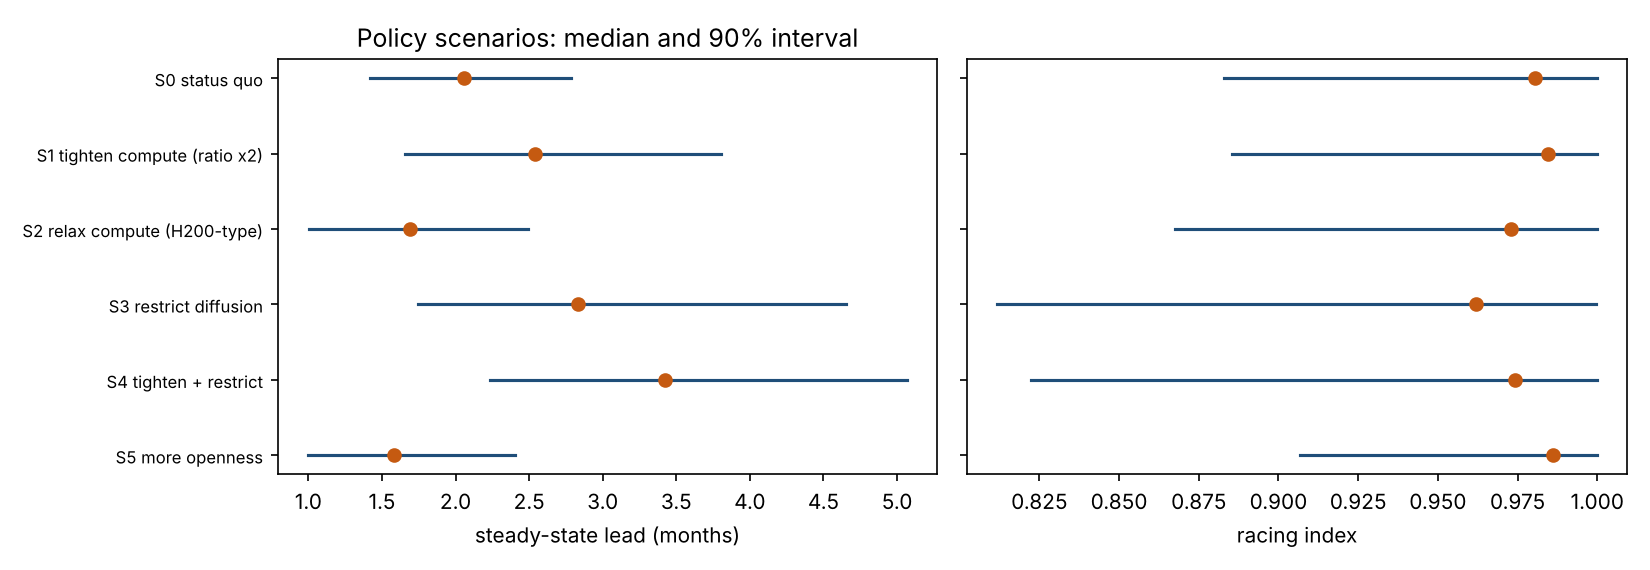 Policy scenarios: median and 90% interval
S0 status quo
S1 tighten compute (ratio x2)
S2 relax compute (H200-type)
S3 restrict diffusion
S4 tighten + restrict
S5 more openness
1.0 1.5 2.0 2.5 3.0 3.5 4.0 4.5 5.0
steady-state lead (months)
0.825 0.850 0.875 0.900 0.925 0.950 0.975 1.000
racing index